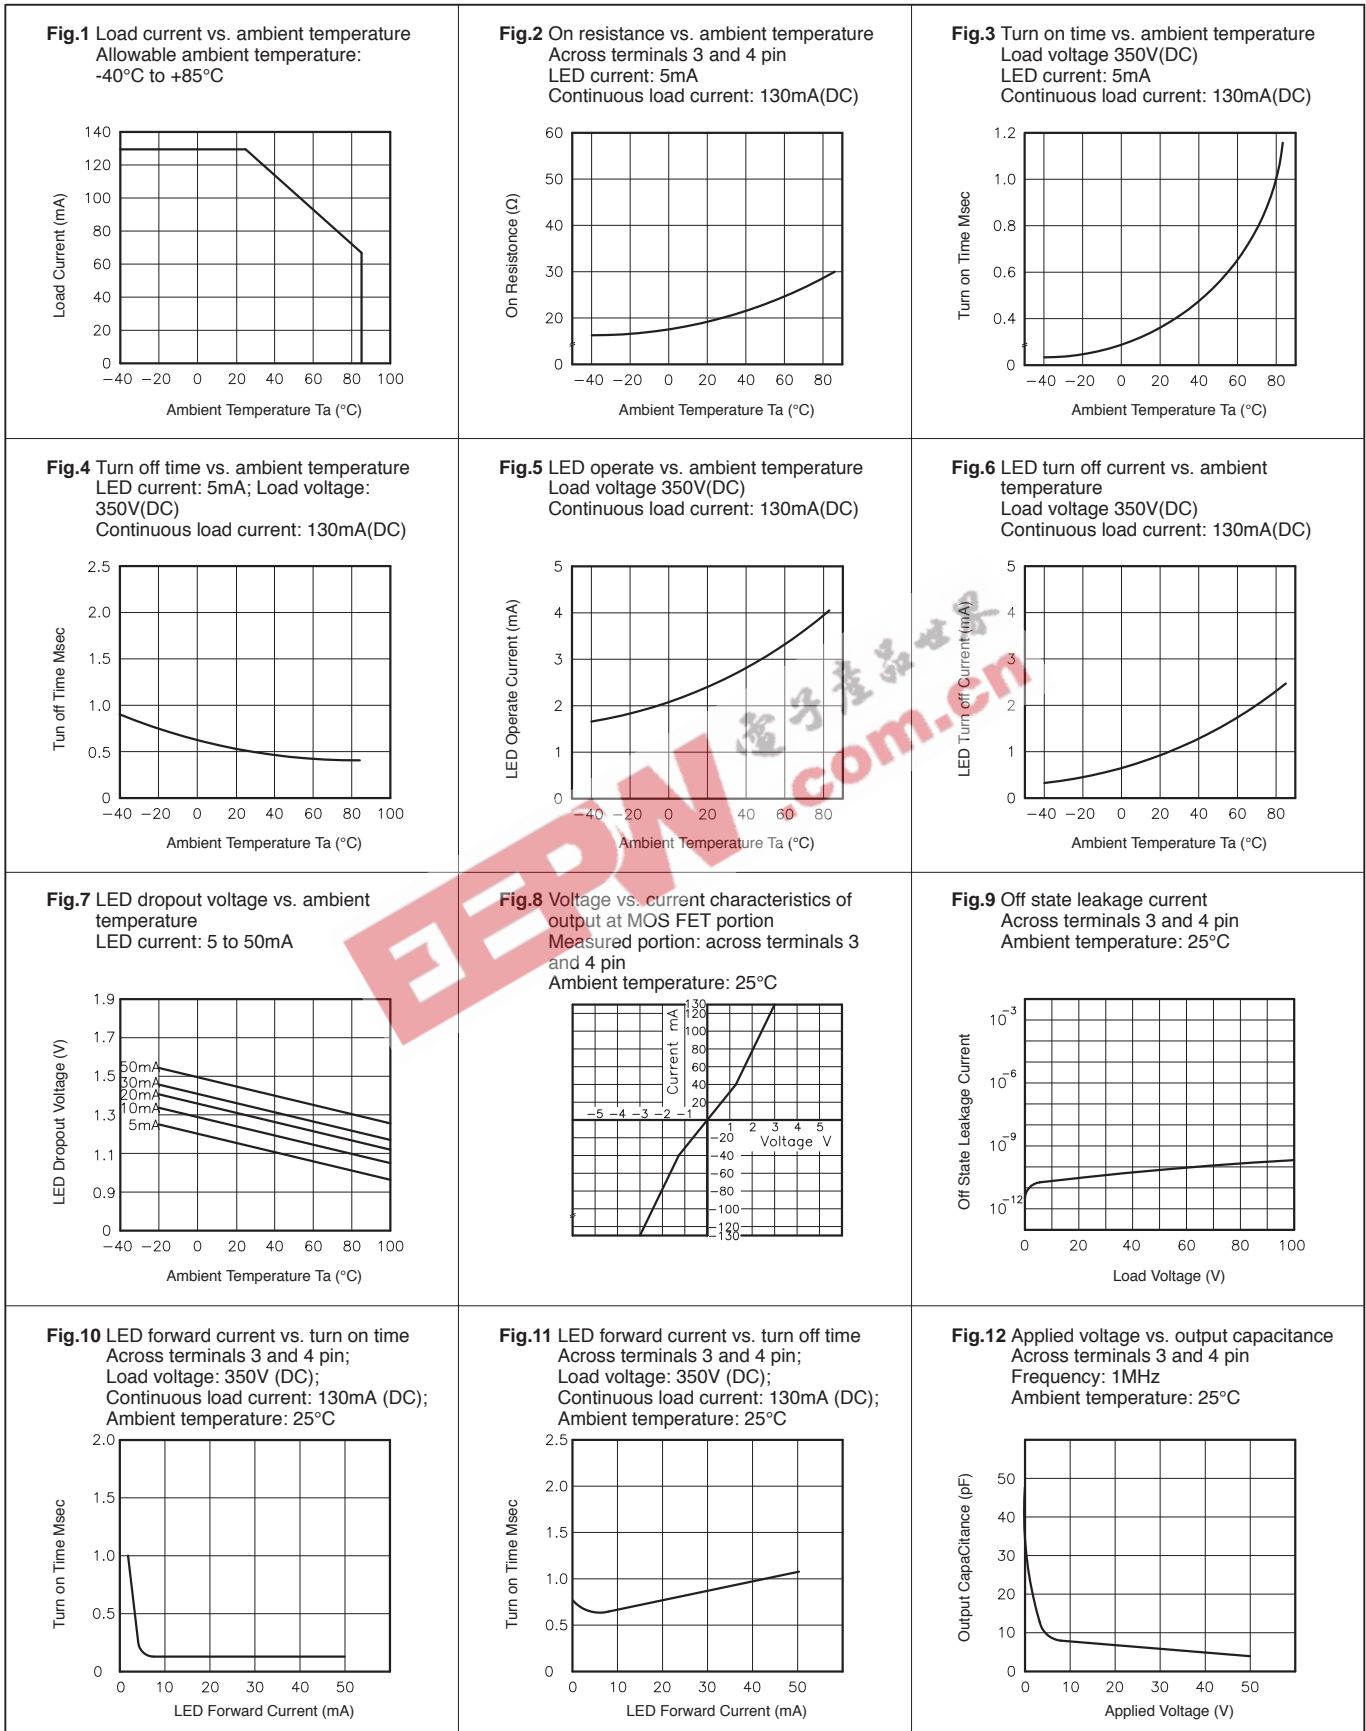 Fig.1 Load current vs. ambient temperature
Allowable ambient temperature:
-40°C to +85°C
140
120
100
80
60
40
20
0
Load Current (mA)
−40 −20 0 20 40 60 80 100
Ambient Temperature Ta (°C)
Fig.2 On resistance vs. ambient temperature
Across terminals 3 and 4 pin
LED current: 5mA
Continuous load current: 130mA(DC)
60
50
40
30
20
0
On Resistonce (Ω)
−40 −20 0 20 40 60 80
Ambient Temperature Ta (°C)
Fig.3 Turn on time vs. ambient temperature
Load voltage 350V(DC)
LED current: 5mA
Continuous load current: 130mA(DC)
1.2
1.0
0.8
0.6
0.4
0
Turn on Time Msec
−40 −20 0 20 40 60 80
Ambient Temperature Ta (°C)
Fig.4 Turn off time vs. ambient temperature
LED current: 5mA; Load voltage:
350V(DC)
Continuous load current: 130mA(DC)
2.5
2.0
1.5
1.0
0.5
0
Tun off Time Msec
−40 −20 0 20 40 60 80 100
Ambient Temperature Ta (°C)
Fig.5 LED operate vs. ambient temperature
Load voltage 350V(DC)
Continuous load current: 130mA(DC)
5
4
3
2
1
0
LED Operate Current (mA)
−40 −20 0 20 40 60 80
Ambient Temperature Ta (°C)
Fig.6 LED turn off current vs. ambient
temperature
Load voltage 350V(DC)
Continuous load current: 130mA(DC)
5
4
3
2
1
0
LED Turn off Current (mA)
−40 −20 0 20 40 60 80
Ambient Temperature Ta (°C)
電子產品世界
EEPW
.com.cn
Fig.7 LED dropout voltage vs. ambient
temperature
LED current: 5 to 50mA
1.9
1.7
1.5
1.3
1.1
0.9
0
50mA
30mA
20mA
10mA
5mA
LED Dropout Voltage (V)
−40 −20 0 20 40 60 80 100
Ambient Temperature Ta (°C)
Fig.8 Voltage vs. current characteristics of
output at MOS FET portion
Measured portion: across terminals 3
and 4 pin
Ambient temperature: 25°C
130
120
100
80
60
40
20
Current mA
−5 −4 −3 −2 −1
1 2 3 4 5
Voltage V
−20
−40
−60
−80
−100
−120
−130
Fig.9 Off state leakage current
Across terminals 3 and 4 pin
Ambient temperature: 25°C
10−3
10−6
10−9
10−12
Off State Leakage Current
0 20 40 60 80 100
Load Voltage (V)
Fig.10 LED forward current vs. turn on time
Across terminals 3 and 4 pin;
Load voltage: 350V (DC);
Continuous load current: 130mA (DC);
Ambient temperature: 25°C
2.0
1.5
1.0
0.5
0
Turn on Time Msec
0 10 20 30 40 50
LED Forward Current (mA)
Fig.11 LED forward current vs. turn off time
Across terminals 3 and 4 pin;
Load voltage: 350V (DC);
Continuous load current: 130mA (DC);
Ambient temperature: 25°C
2.5
2.0
1.5
1.0
0.5
0
Turn on Time Msec
0 10 20 30 40 50
LED Forward Current (mA)
Fig.12 Applied voltage vs. output capacitance
Across terminals 3 and 4 pin
Frequency: 1MHz
Ambient temperature: 25°C
50
40
30
20
10
0
Output CapaCitance (pF)
0 10 20 30 40 50
Applied Voltage (V)